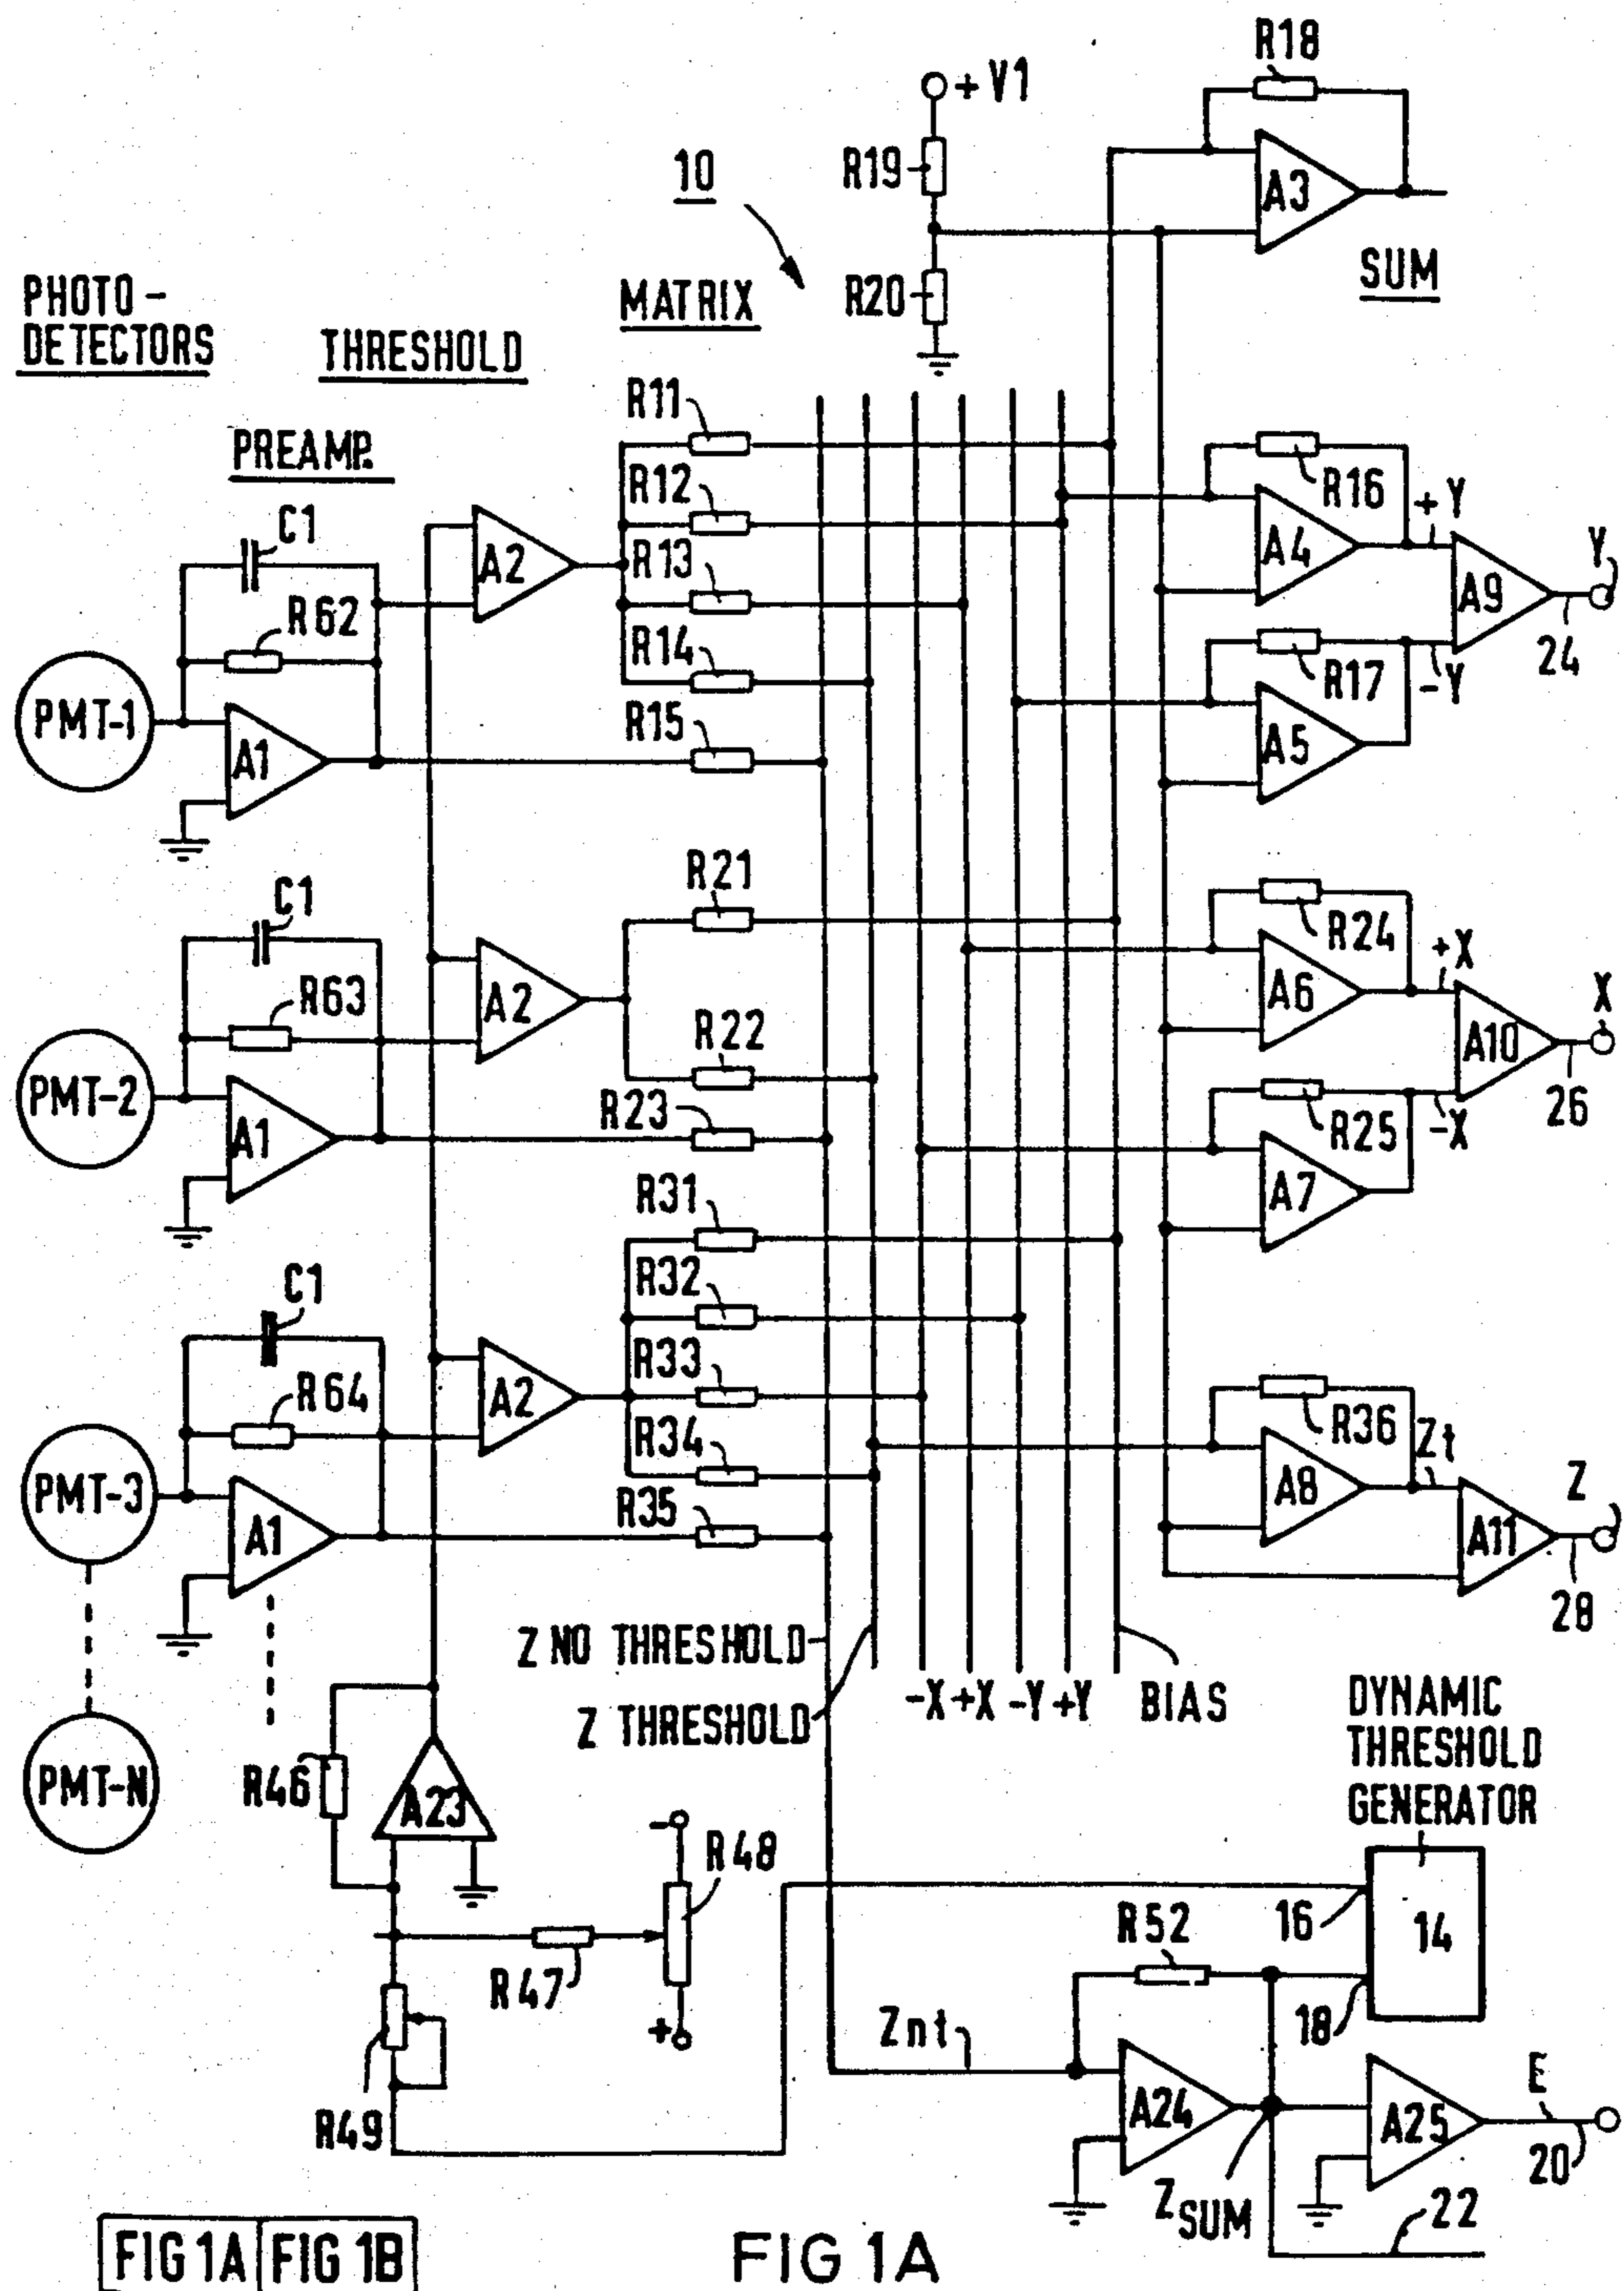 R18
+V1
R19
10
A3
R20
SUM
PHOTO-
DETECTORS
THRESHOLD
MATRIX
PREAMP.
R11
R12
R13
R14
R15
C1
R62
PMT-1
A1
A2
R16
+Y
A4
Y
A9
24
R17
-Y
A5
C1
R63
PMT-2
A1
A2
R21
R22
R23
R24
+X
A6
X
A10
26
R25
-X
A7
C1
R64
PMT-3
A1
A2
R31
R32
R33
R34
R35
R36
Zt
A8
Z
A11
28
Z NO THRESHOLD
Z THRESHOLD
-X +X -Y +Y
BIAS
PMT-N
R46
A23
R48
-
+
R47
R49
DYNAMIC
THRESHOLD
GENERATOR
16
14
18
R52
Znt
A24
ZSUM
A25
E
20
22
FIG 1A FIG 1B
FIG 1A